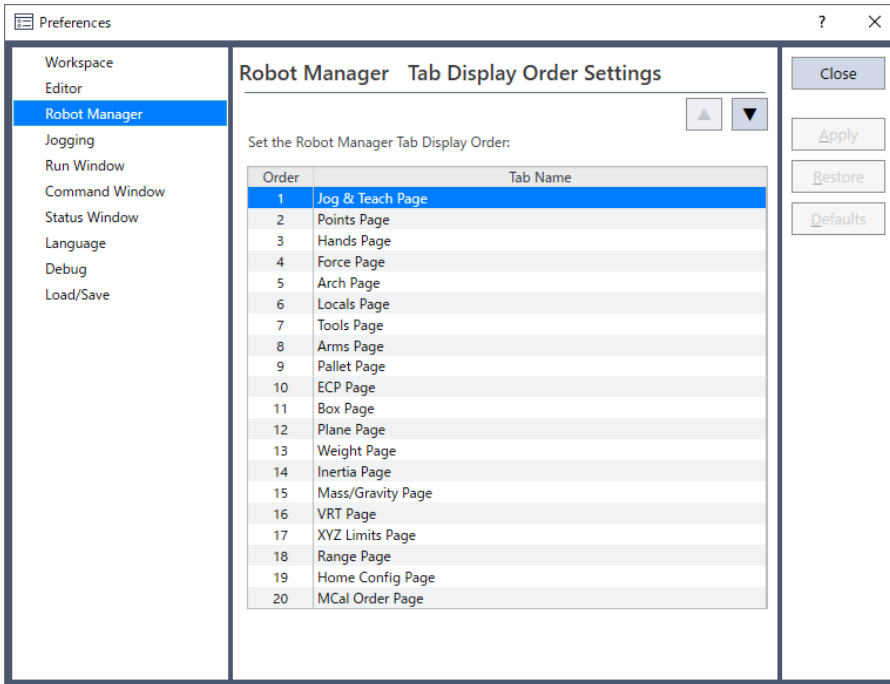 Preferences
?
Workspace
Editor
Robot Manager
Jogging
Run Window
Command Window
Status Window
Language
Debug
Load/Save
Robot Manager Tab Display Order Settings
▲ ▼
Set the Robot Manager Tab Display Order:
Order Tab Name
1 Jog & Teach Page
2 Points Page
3 Hands Page
4 Force Page
5 Arch Page
6 Locals Page
7 Tools Page
8 Arms Page
9 Pallet Page
10 ECP Page
11 Box Page
12 Plane Page
13 Weight Page
14 Inertia Page
15 Mass/Gravity Page
16 VRT Page
17 XYZ Limits Page
18 Range Page
19 Home Config Page
20 MCal Order Page
Close
Apply
Restore
Defaults